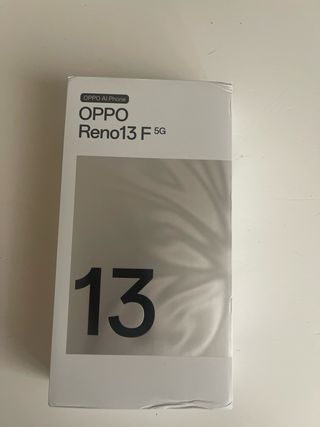 OPPO AI Phone
OPPO
Reno13 F 5G
13